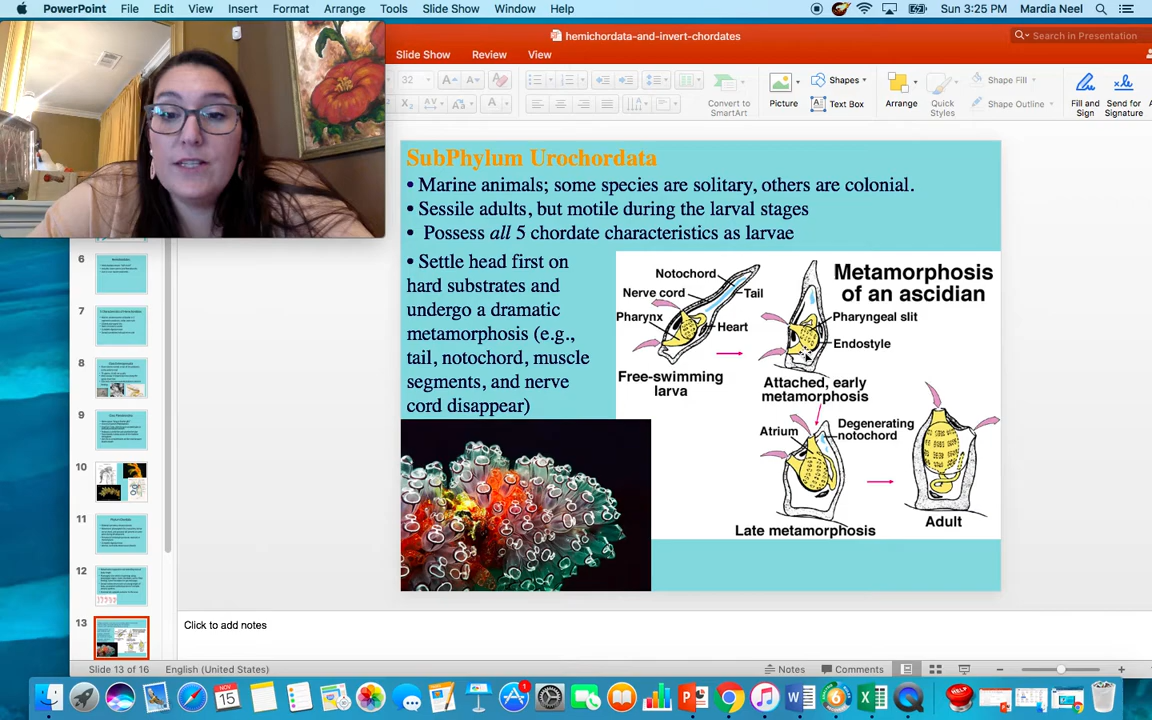 PowerPoint File Edit View Insert Format Arrange Tools Slide Show Window Help Sun 3:25 PM Mardia Neel
hemichordata-and-invert-chordates
Search in Presentation
Slide Show Review View
32
Convert to
SmartArt
Picture
Shapes
Text Box
Arrange
Quick
Styles
Shape Fill
Shape Outline
Fill and
Sign
Send for
Signature
6
7
8
9
10
11
12
13
SubPhylum Urochordata
• Marine animals; some species are solitary, others are colonial.
• Sessile adults, but motile during the larval stages
• Possess all 5 chordate characteristics as larvae
• Settle head first on
hard substrates and
undergo a dramatic
metamorphosis (e.g.,
tail, notochord, muscle
segments, and nerve
cord disappear)
Metamorphosis
of an ascidian
Notochord
Nerve cord
Tail
Pharynx
Heart
Free-swimming
larva
Pharyngeal slit
Endostyle
Attached, early
metamorphosis
Atrium
Degenerating
notochord
Late metamorphosis
Adult
Click to add notes
Slide 13 of 16 English (United States) Notes Comments
NOV
15
1
6
HELP